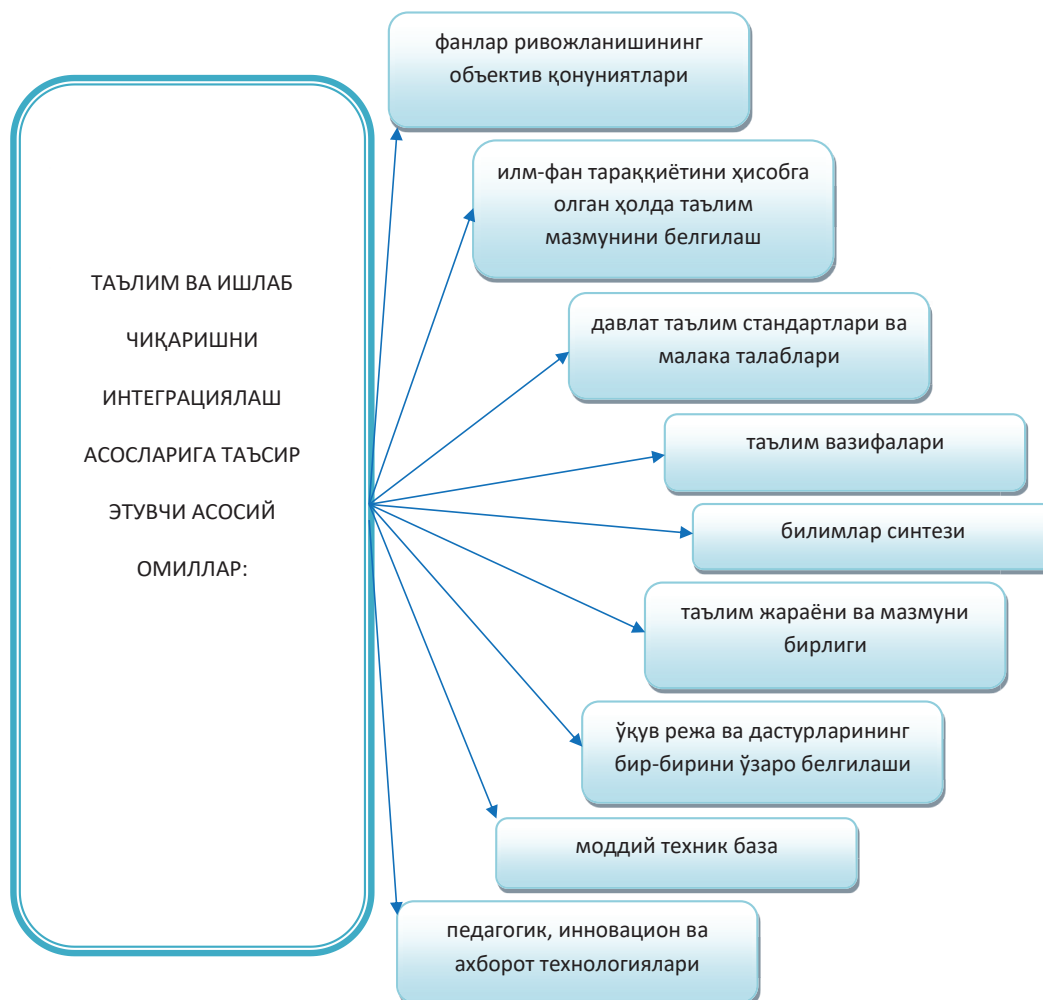 ТАЪЛИМ ВА ИШЛАБ
ЧИҚАРИШНИ
ИНТЕГРАЦИЯЛАШ
АСОСЛАРИГА ТАЪСИР
ЭТУВЧИ АСОСИЙ
ОМИЛЛАР:
фанлар ривожланишининг
объектив қонуниятлари
илм-фан тараққиётини ҳисобга
олган ҳолда таълим
мазмунини белгилаш
давлат таълим стандартлари ва
малака талаблари
таълим вазифалари
билимлар синтези
таълим жараёни ва мазмуни
бирлиги
ўқув режа ва дастурларининг
бир-бирини ўзаро белгилаши
моддий техник база
педагогик, инновацион ва
ахборот технологиялари